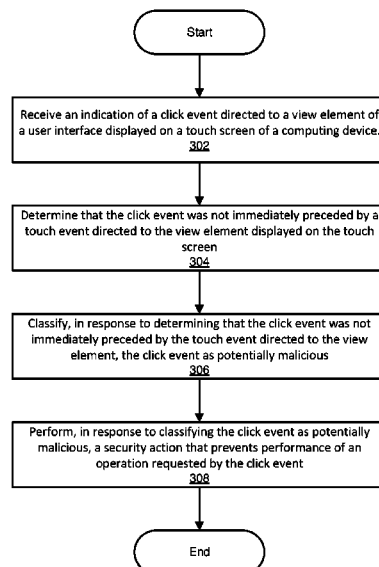 Start
Receive an indication of a click event directed to a view element of
a user interface displayed on a touch screen of a computing device.
302
Determine that the click event was not immediately preceded by a
touch event directed to the view element displayed on the touch
screen
304
Classify, in response to determining that the click event was not
immediately preceded by the touch event directed to the view
element, the click event as potentially malicious
306
Perform, in response to classifying the click event as potentially
malicious, a security action that prevents performance of an
operation requested by the click event
308
End